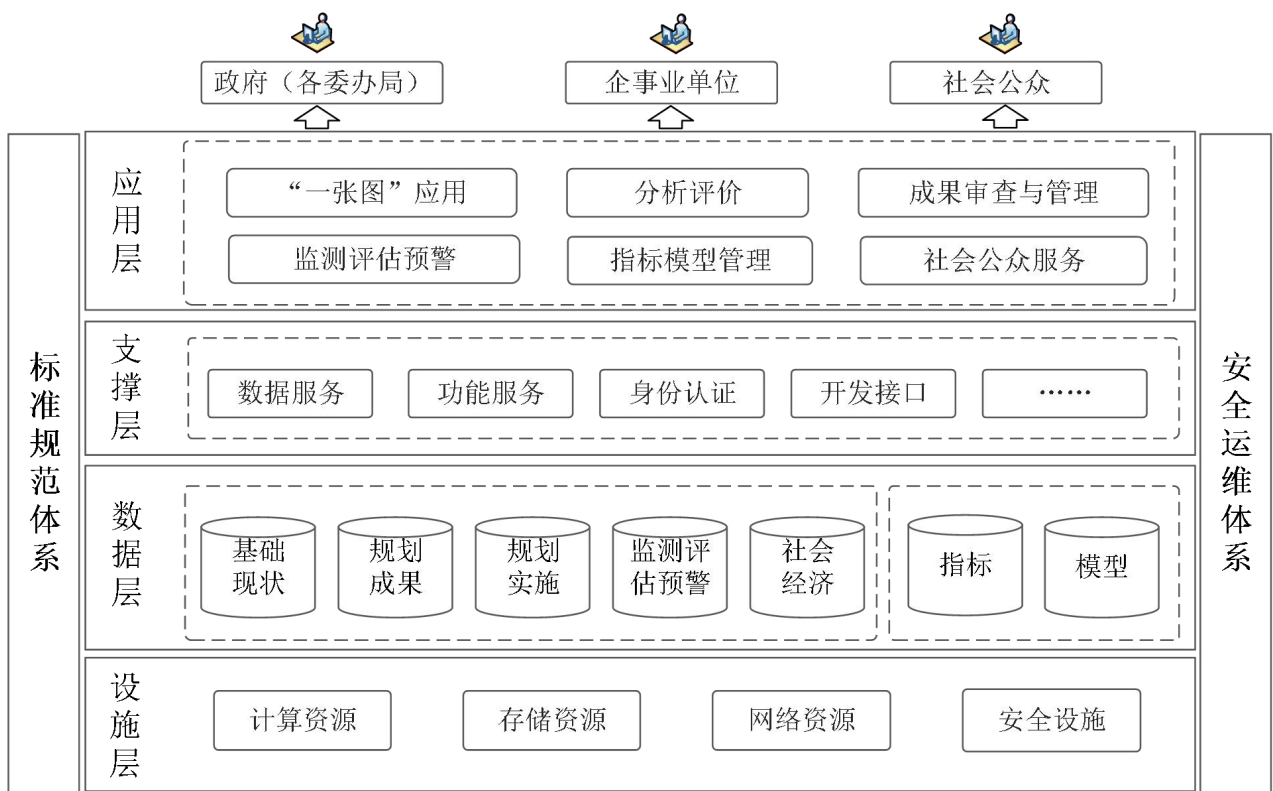 政府（各委办局）
企事业单位
社会公众
标准规范体系
应用层
“一张图”应用
分析评价
成果审查与管理
监测评估预警
指标模型管理
社会公众服务
支撑层
数据服务
功能服务
身份认证
开发接口
……
数据层
基础
现状
规划
成果
规划
实施
监测评
估预警
社会
经济
指标
模型
设施层
计算资源
存储资源
网络资源
安全设施
安全运维体系